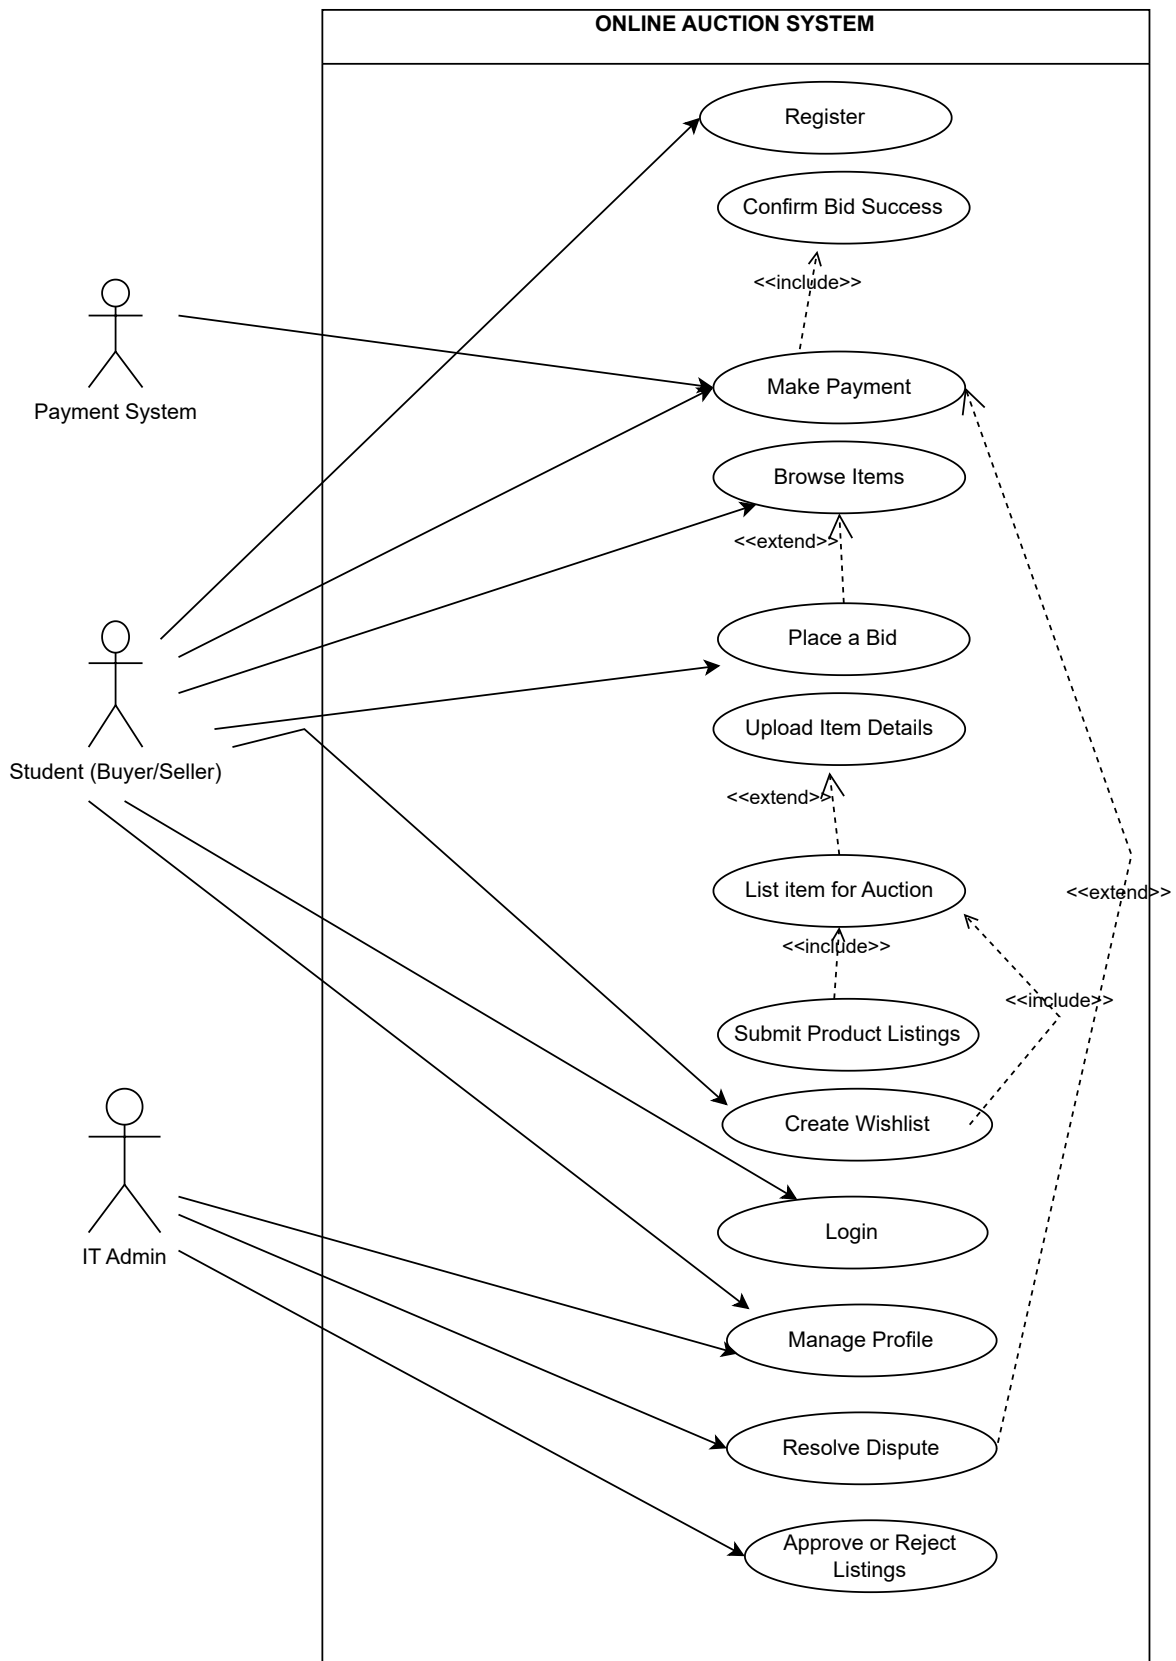 ONLINE AUCTION SYSTEM
Register
Confirm Bid Success
<<include>>
Payment System
Make Payment
Browse Items
<<extend>>
Place a Bid
Upload Item Details
Student (Buyer/Seller)
<<extend>>
List item for Auction
<<extend>>
<<include>>
<<include>>
Submit Product Listings
Create Wishlist
Login
IT Admin
Manage Profile
Resolve Dispute
Approve or Reject
Listings